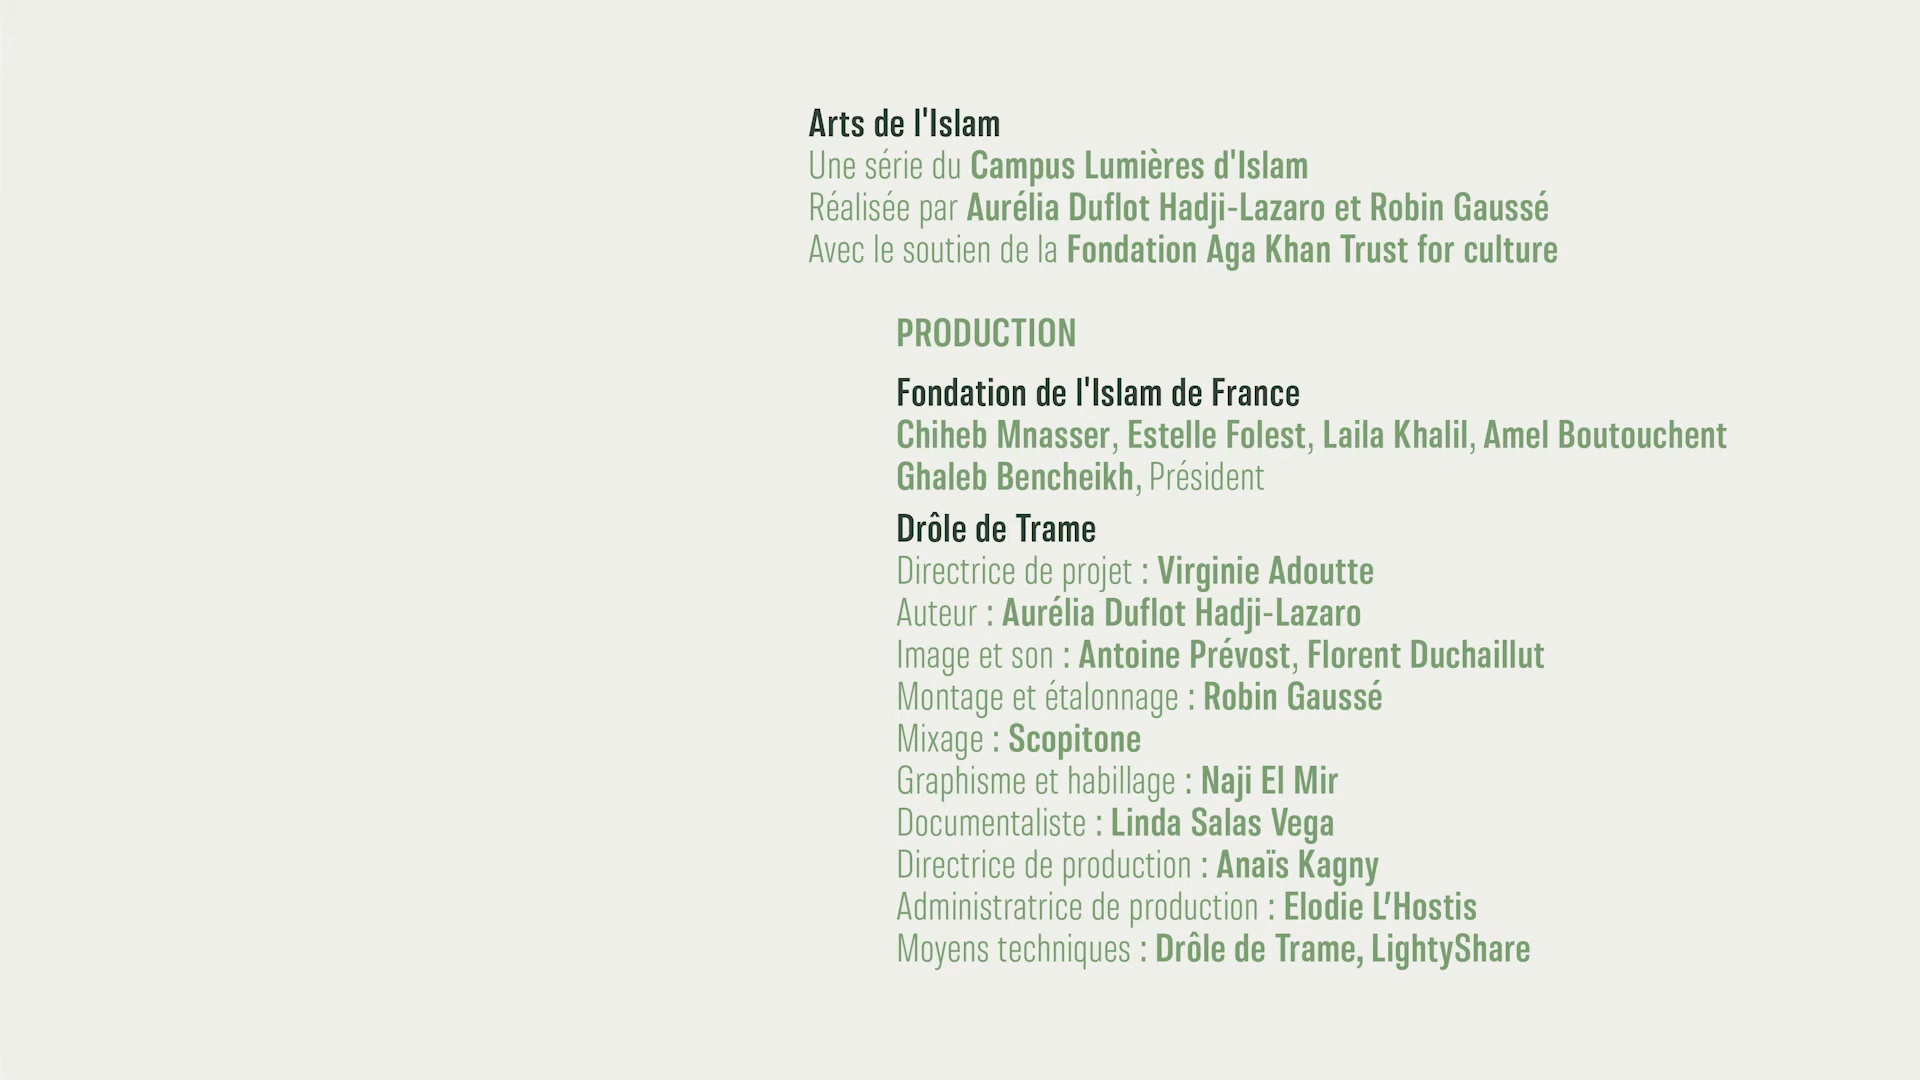 Arts de l'Islam
Une série du Campus Lumières d'Islam
Réalisée par Aurélia Duflot Hadji-Lazaro et Robin Gaussé
Avec le soutien de la Fondation Aga Khan Trust for culture
PRODUCTION
Fondation de l'Islam de France
Chiheb Mnasser, Estelle Folest, Laila Khalil, Amel Boutouchent
Ghaleb Bencheikh, Président
Drôle de Trame
Directrice de projet : Virginie Adoutte
Auteur : Aurélia Duflot Hadji-Lazaro
Image et son : Antoine Prévost, Florent Duchaillut
Montage et étalonnage : Robin Gaussé
Mixage : Scopitone
Graphisme et habillage : Naji El Mir
Documentaliste : Linda Salas Vega
Directrice de production : Anaïs Kagny
Administratrice de production : Elodie L’Hostis
Moyens techniques : Drôle de Trame, LightyShare